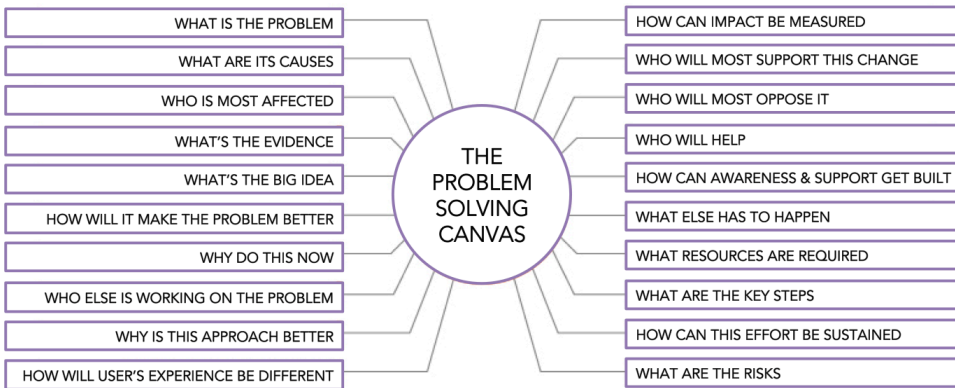 WHAT IS THE PROBLEM
WHAT ARE ITS CAUSES
WHO IS MOST AFFECTED
WHAT'S THE EVIDENCE
WHAT'S THE BIG IDEA
HOW WILL IT MAKE THE PROBLEM BETTER
WHY DO THIS NOW
WHO ELSE IS WORKING ON THE PROBLEM
WHY IS THIS APPROACH BETTER
HOW WILL USER'S EXPERIENCE BE DIFFERENT
THE
PROBLEM
SOLVING
CANVAS
HOW CAN IMPACT BE MEASURED
WHO WILL MOST SUPPORT THIS CHANGE
WHO WILL MOST OPPOSE IT
WHO WILL HELP
HOW CAN AWARENESS & SUPPORT GET BUILT
WHAT ELSE HAS TO HAPPEN
WHAT RESOURCES ARE REQUIRED
WHAT ARE THE KEY STEPS
HOW CAN THIS EFFORT BE SUSTAINED
WHAT ARE THE RISKS